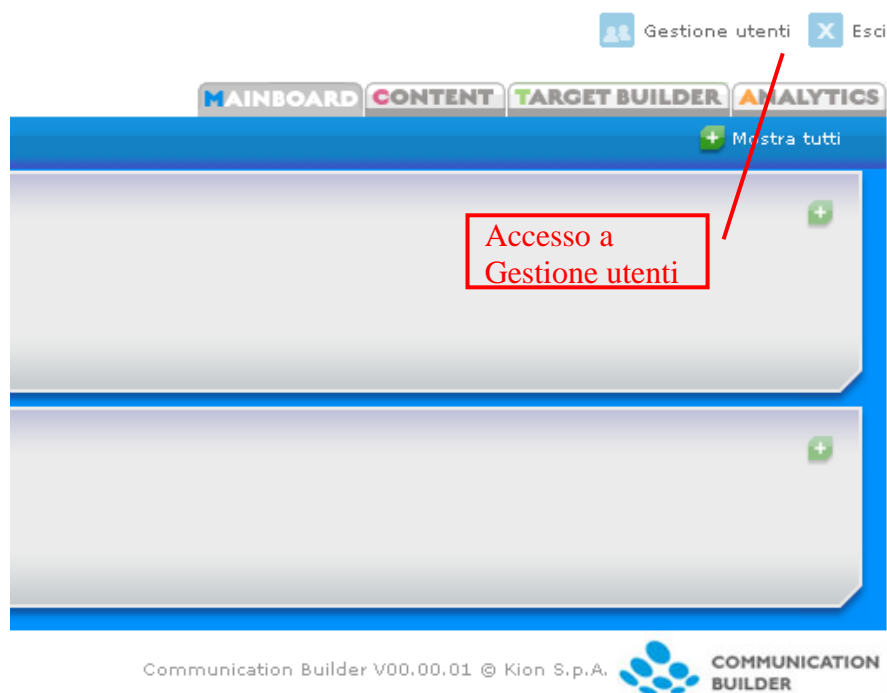 Gestione utenti
Esci
MAINBOARD CONTENT TARGET BUILDER ANALYTICS
Mostra tutti
Accesso a
Gestione utenti
Communication Builder V00.00.01 @ Kion S.p.A.
COMMUNICATION
BUILDER